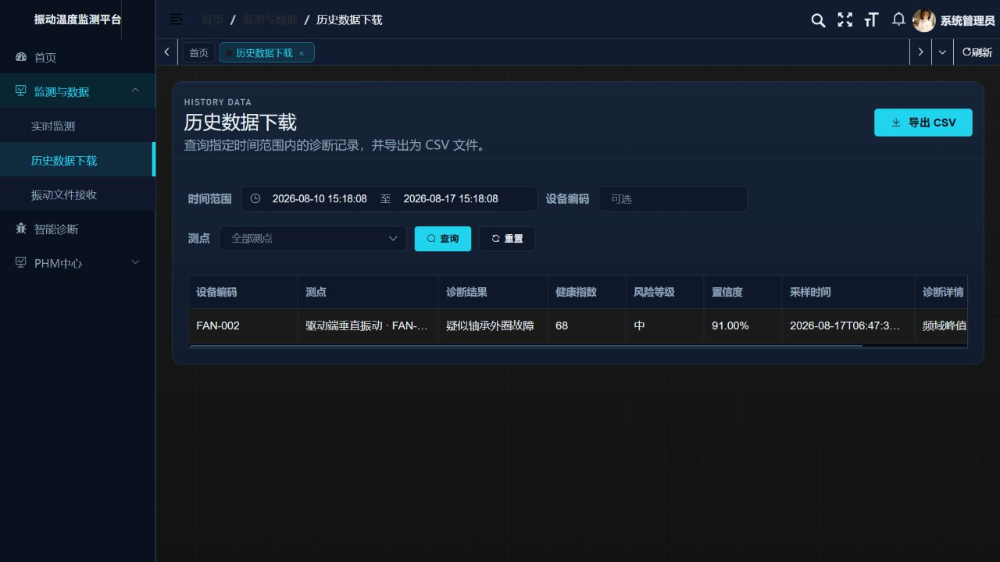 振动温度监测平台
首页 / 监测与数据 / 历史数据下载
系统管理员
首页
历史数据下载 ×
刷新
首页
监测与数据
实时监测
历史数据下载
振动文件接收
智能诊断
PHM中心
HISTORY DATA
历史数据下载
查询指定时间范围内的诊断记录，并导出为 CSV 文件。
导出 CSV
时间范围 2026-08-10 15:18:08 至 2026-08-17 15:18:08 设备编码 可选
测点 全部测点 查询 重置
设备编码 测点 诊断结果 健康指数 风险等级 置信度 采样时间 诊断详情
FAN-002 驱动端垂直振动 · FAN-... 疑似轴承外圈故障 68 中 91.00% 2026-08-17T06:47:3... 频域峰值